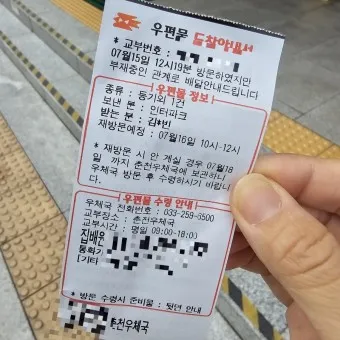 우편물 도착안내서
* 교부번호 :
07월15일 12시19분 방문하였지만
부재중인 관계로 배달안내드립니다
우편물 정보
종류 : 등기외 1건
보낸 분 : 인터파크
받는 분 : 김*빈
재방문예정 : 07월16일 10시-12시
* 재방문 시 안 계실 경우 07월18
일 까지 춘천우체국에 보관하니
우체국 방문 후 수령하시기 바랍니
다.
우편물 수령 안내
우체국 전화번호 : 033-259-5500
교부장소 : 춘천우체국
교부시간 : 평일 09:00-18:00
집배원
통화가
[기타
* 방문 수령시 준비물 : 뒷면 안내
춘천우체국